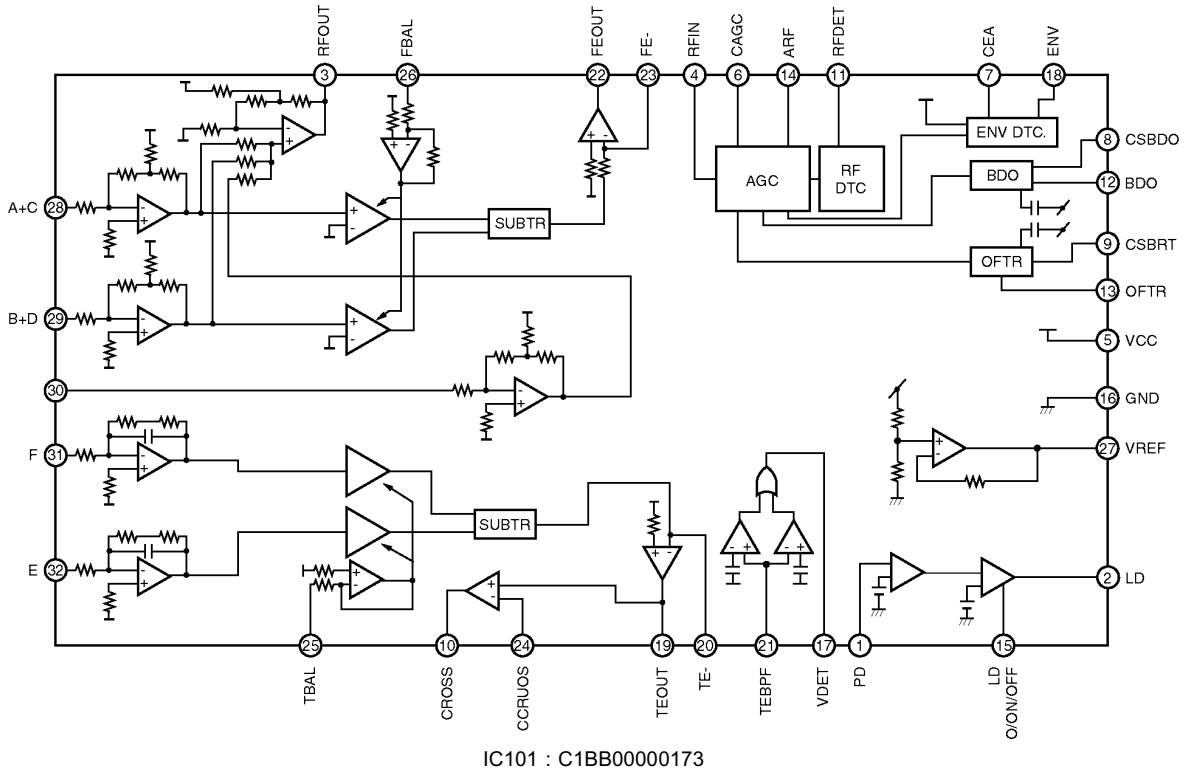 RFOUT
FBAL
FEOUT
FE-
RFIN
CAGC
ARF
RFDET
CEA
ENV
3
26
22
23
4
6
14
11
7
18
ENV DTC.
8 CSBDO
BDO
12 BDO
AGC
RF
DTC
A+C 28
SUBTR
9 CSBRT
OFTR
13 OFTR
B+D 29
5 VCC
30
16 GND
F 31
27 VREF
SUBTR
E 32
2 LD
25
10
24
19
20
21
17
1
15
TBAL
CROSS
CCRUOS
TEOUT
TE-
TEBPF
VDET
PD
LD
O/ON/OFF
IC101 : C1BB00000173